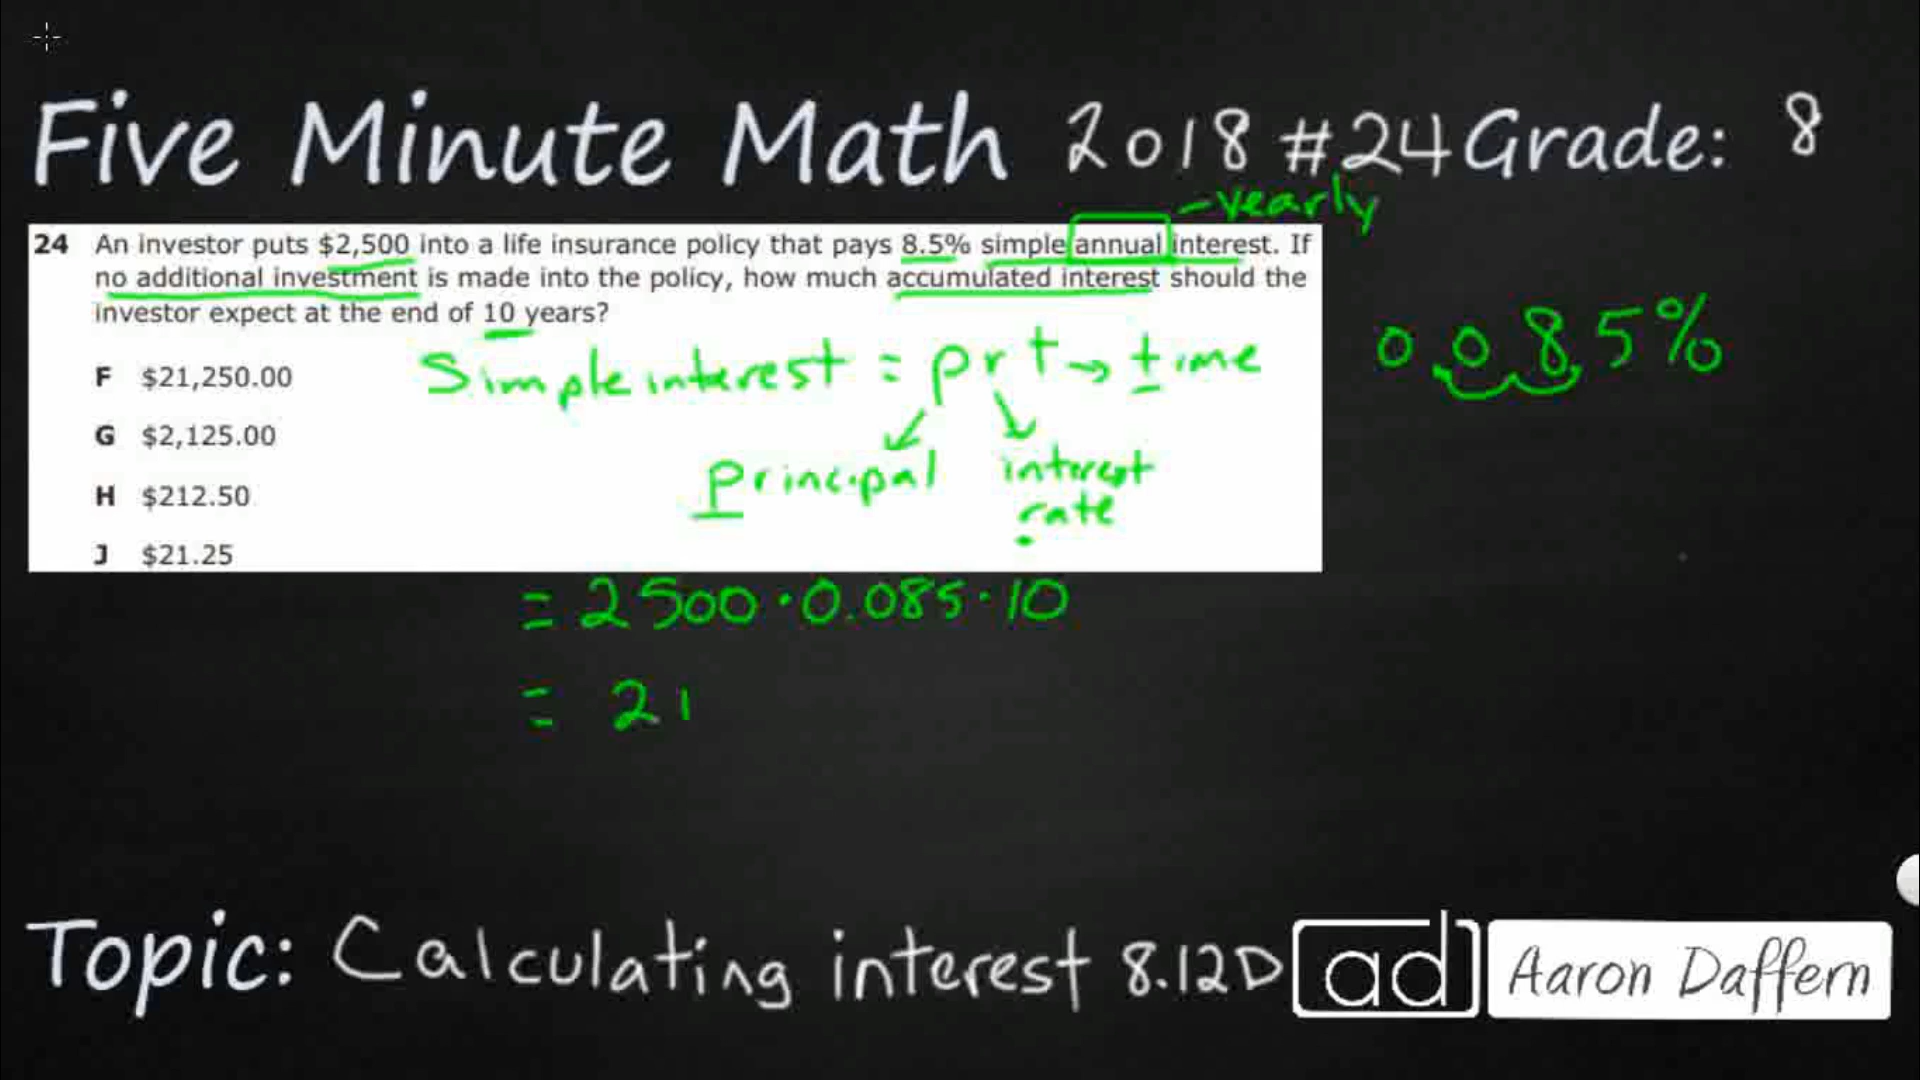 Five Minute Math 2018 #24 Grade: 8
- yearly
24 An investor puts $2,500 into a life insurance policy that pays 8.5% simple annual interest. If
no additional investment is made into the policy, how much accumulated interest should the
investor expect at the end of 10 years?
0.08.5%
Simple interest = prt → time
F $21,250.00
G $2,125.00
principal interest
rate
H $212.50
J $21.25
= 2500 · 0.085 · 10
= 21
Topic: Calculating interest 8.12D ad Aaron Daffern